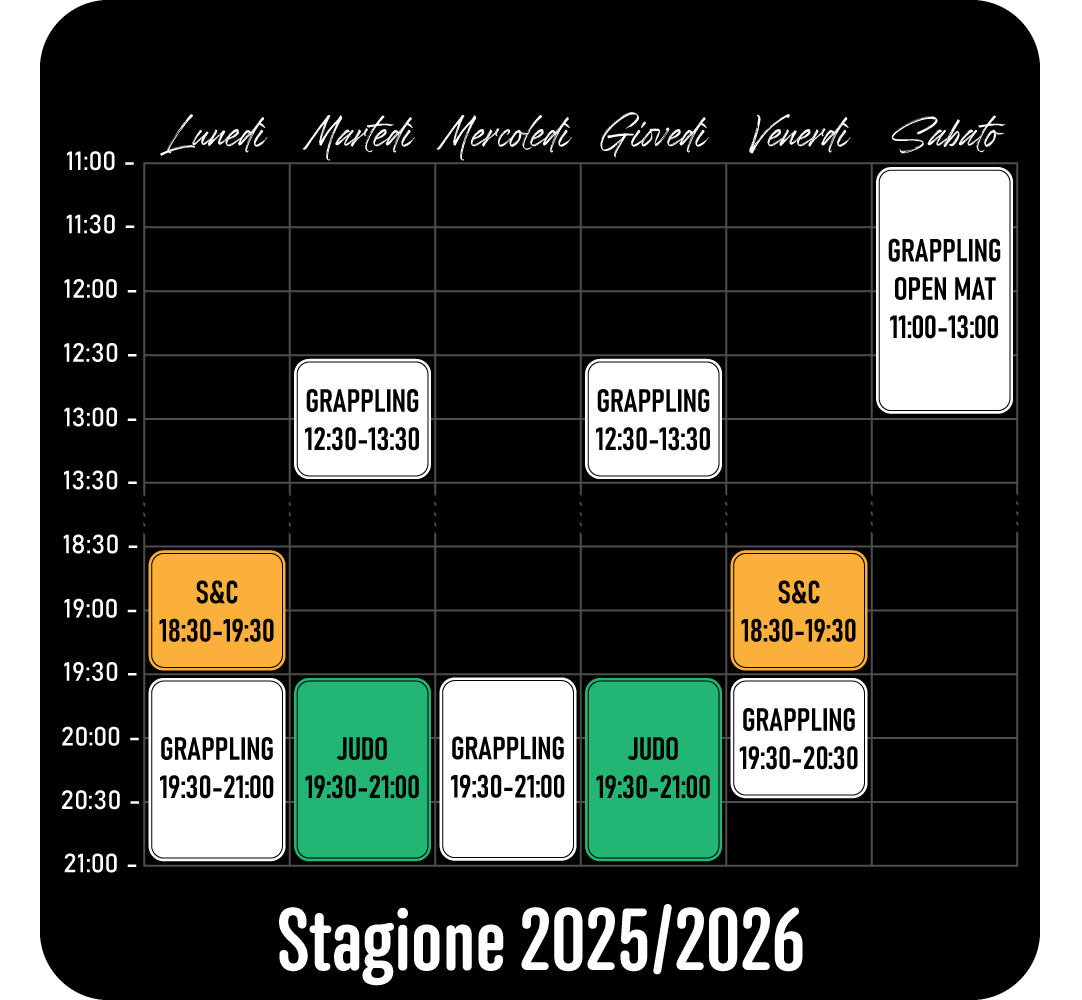 Lunedì Martedì Mercoledì Giovedì Venerdì Sabato
11:00 -
11:30 -
12:00 -
12:30 -
13:00 -
13:30 -
18:30 -
19:00 -
19:30 -
20:00 -
20:30 -
21:00 -
GRAPPLING
OPEN MAT
11:00-13:00
GRAPPLING
12:30-13:30
GRAPPLING
12:30-13:30
S&C
18:30-19:30
S&C
18:30-19:30
GRAPPLING
19:30-21:00
JUDO
19:30-21:00
GRAPPLING
19:30-21:00
JUDO
19:30-21:00
GRAPPLING
19:30-20:30
Stagione 2025/2026